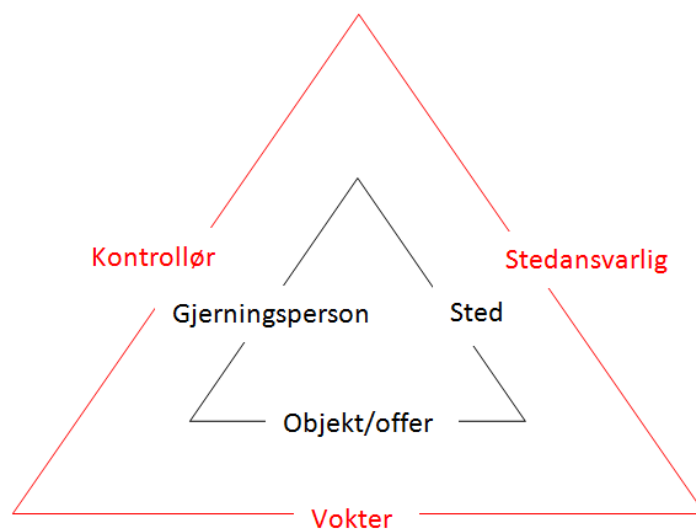 Kontrollør
Stedansvarlig
Gjerningsperson
Sted
Objekt/offer
Vokter